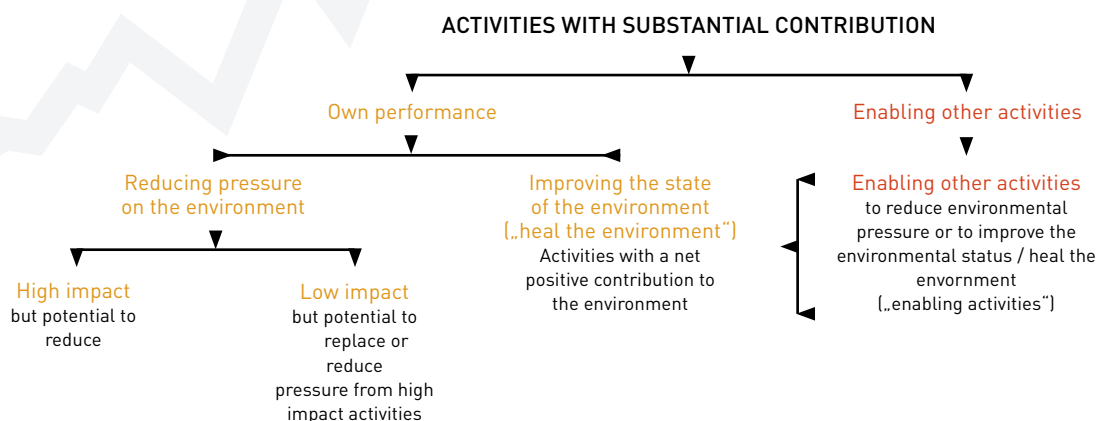 ACTIVITIES WITH SUBSTANTIAL CONTRIBUTION
Own performance
Enabling other activities
Reducing pressure
on the environment
Improving the state
of the environment
(„heal the environment“)
Activities with a net
positive contribution to
the environment
Enabling other activities
to reduce environmental
pressure or to improve the
environmental status / heal the
envornment
(„enabling activities“)
High impact
but potential to
reduce
Low impact
but potential to
replace or
reduce
pressure from high
impact activities